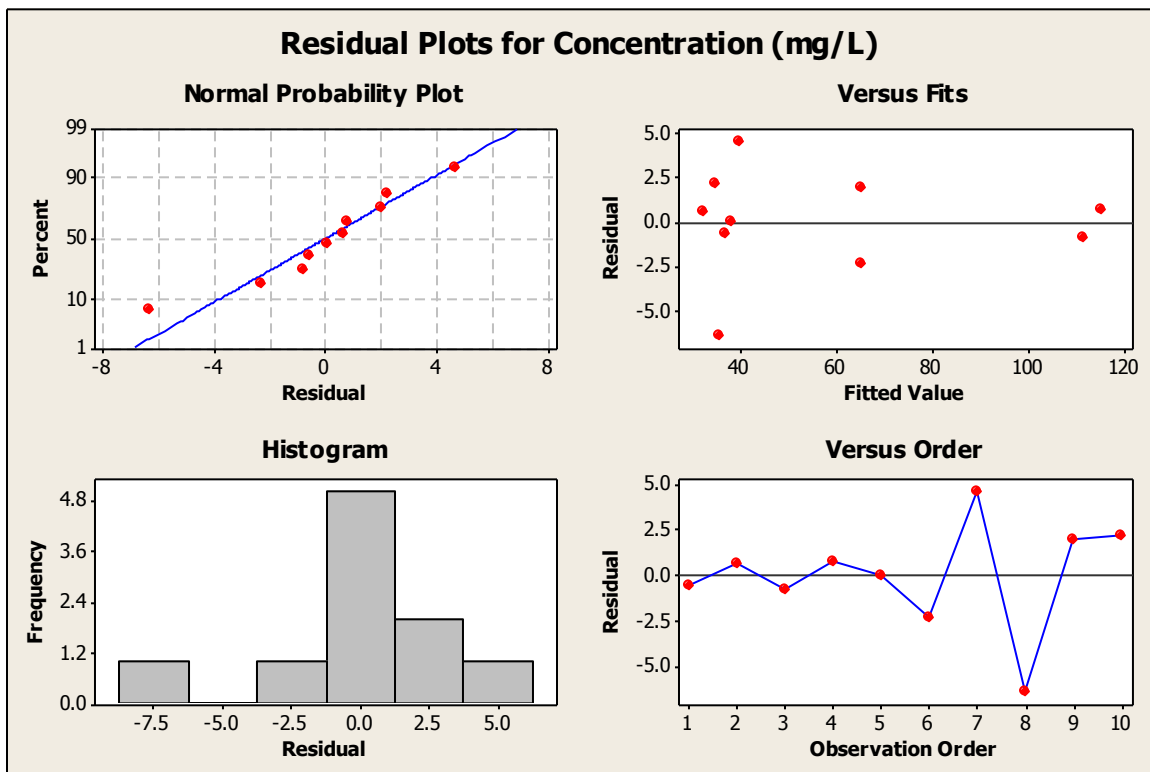 Residual Plots for Concentration (mg/L)
Normal Probability Plot
99
90
50
10
1
Percent
-8 -4 0 4 8
Residual
Versus Fits
5.0
2.5
0.0
-2.5
-5.0
Residual
40 60 80 100 120
Fitted Value
Histogram
4.8
3.6
2.4
1.2
0.0
Frequency
-7.5 -5.0 -2.5 0.0 2.5 5.0
Residual
Versus Order
5.0
2.5
0.0
-2.5
-5.0
Residual
1 2 3 4 5 6 7 8 9 10
Observation Order